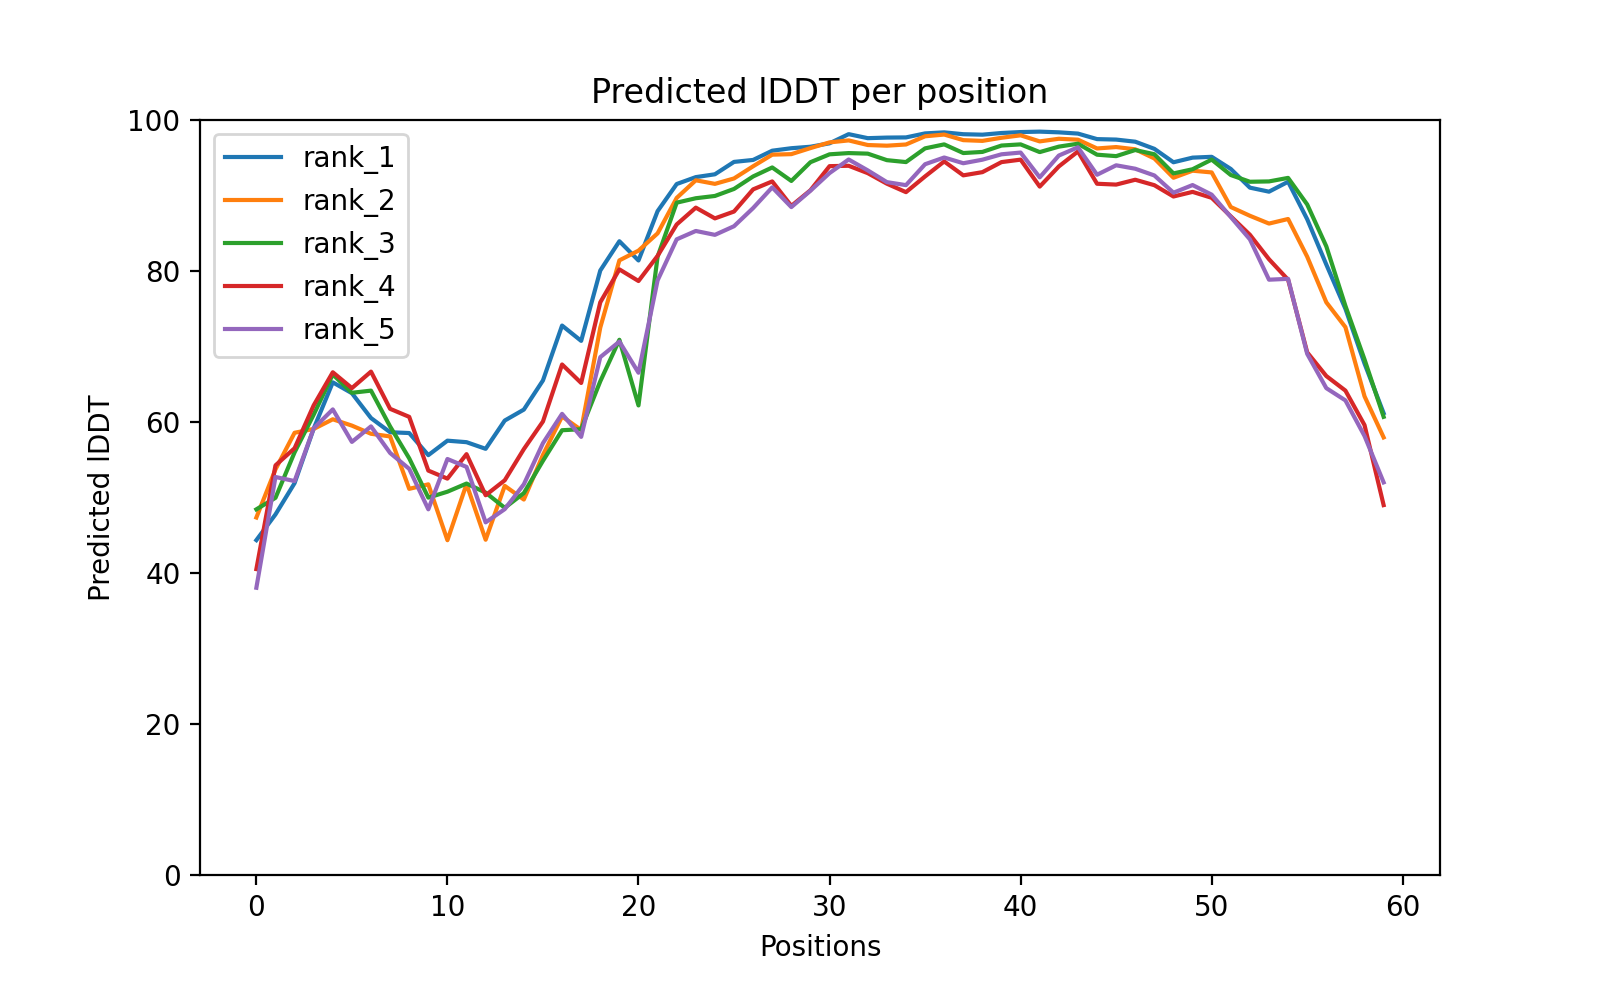 Predicted lDDT per position
100
80
60
40
20
0
Predicted lDDT
rank_1
rank_2
rank_3
rank_4
rank_5
0 10 20 30 40 50 60
Positions